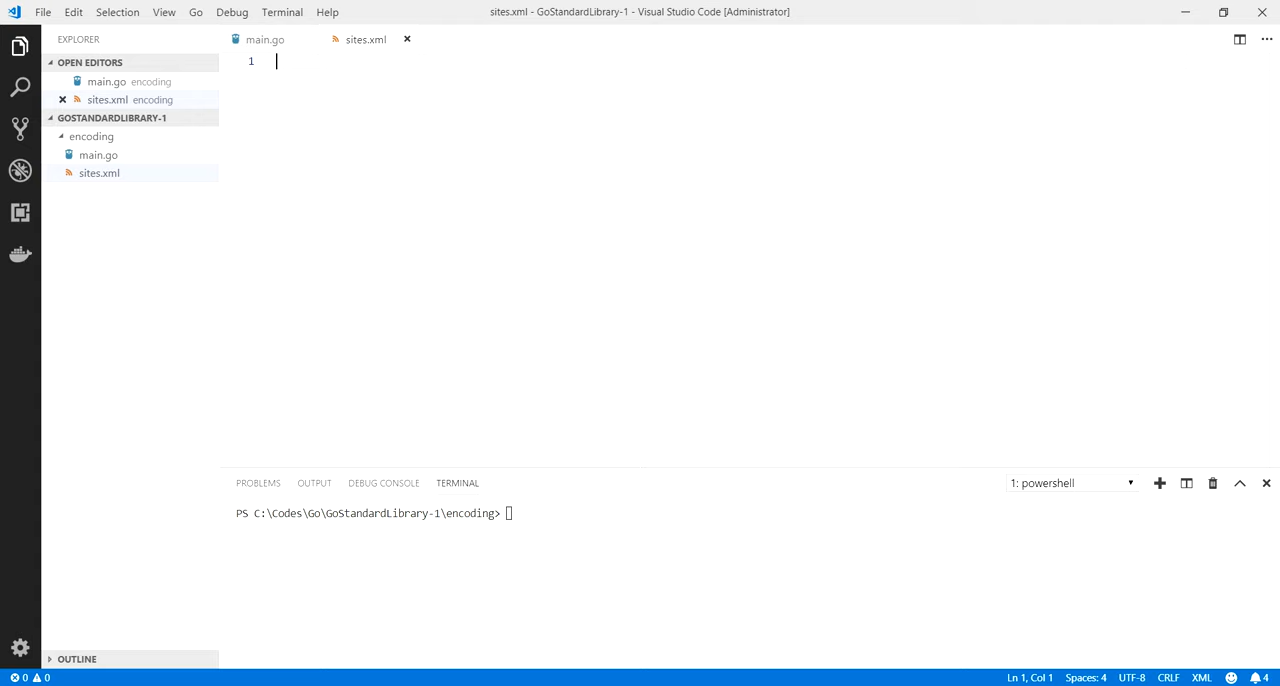 File Edit Selection View Go Debug Terminal Help
sites.xml - GoStandardLibrary-1 - Visual Studio Code [Administrator]
EXPLORER
OPEN EDITORS
main.go encoding
sites.xml encoding
GOSTANDARDLIBRARY-1
encoding
main.go
sites.xml
OUTLINE
main.go sites.xml
1
PROBLEMS OUTPUT DEBUG CONSOLE TERMINAL
1: powershell
PS C:\Codes\Go\GoStandardLibrary-1\encoding>
0 0
Ln 1, Col 1 Spaces: 4 UTF-8 CRLF XML 4